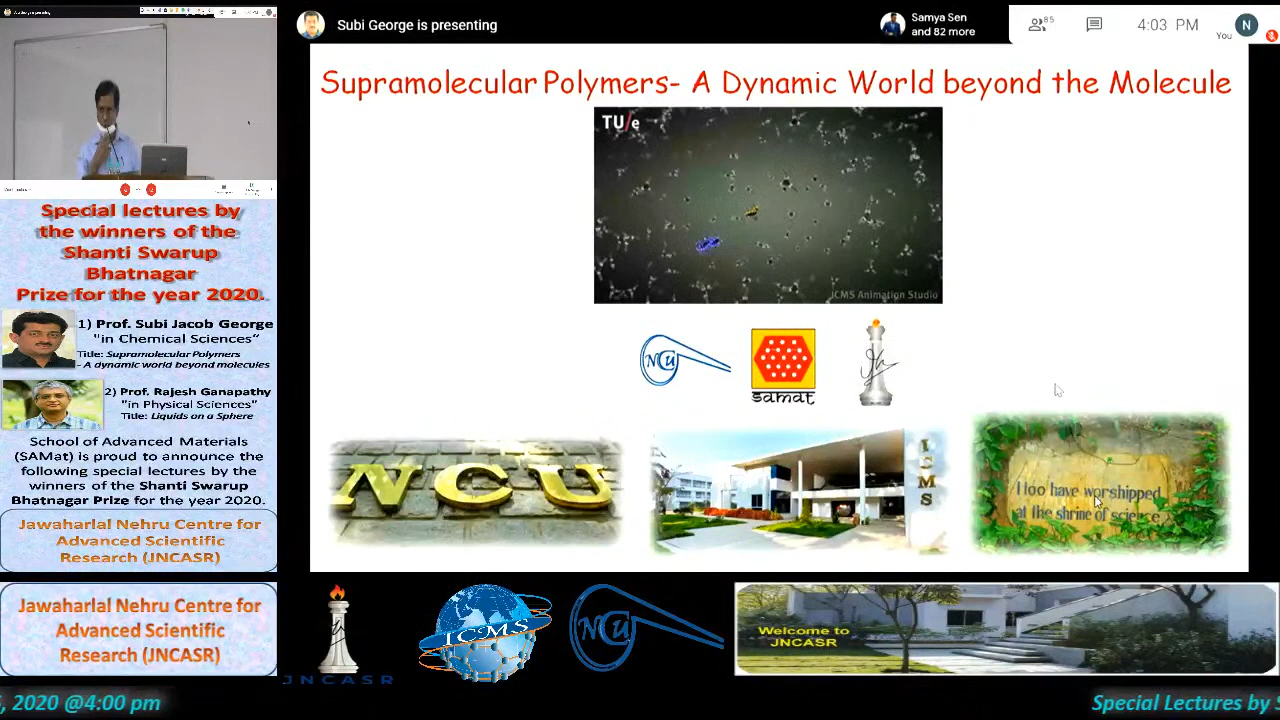 Subi George is presenting
Samya Sen
and 82 more
85
4:03 PM
You
N
Supramolecular Polymers- A Dynamic World beyond the Molecule
TU/e
ICMS Animation Studio
NCU
samat
NCU
ICMS
I too have worshipped
at the shrine of science
Special lectures by
the winners of the
Shanti Swarup
Bhatnagar
Prize for the year 2020.
1) Prof. Subi Jacob George
"in Chemical Sciences“
Title: Supramolecular Polymers
- A dynamic world beyond molecules
2) Prof. Rajesh Ganapathy
"in Physical Sciences”
Title: Liquids on a Sphere
School of Advanced Materials
(SAMat) is proud to announce the
following special lectures by the
winners of the Shanti Swarup
Bhatnagar Prize for the year 2020.
Jawaharlal Nehru Centre for
Advanced Scientific
Research (JNCASR)
Jawaharlal Nehru Centre for
Advanced Scientific
Research (JNCASR)
JNCASR
ICMS
NCU
Welcome to
JNCASR
, 2020 @4:00 pm
Special Lectures by